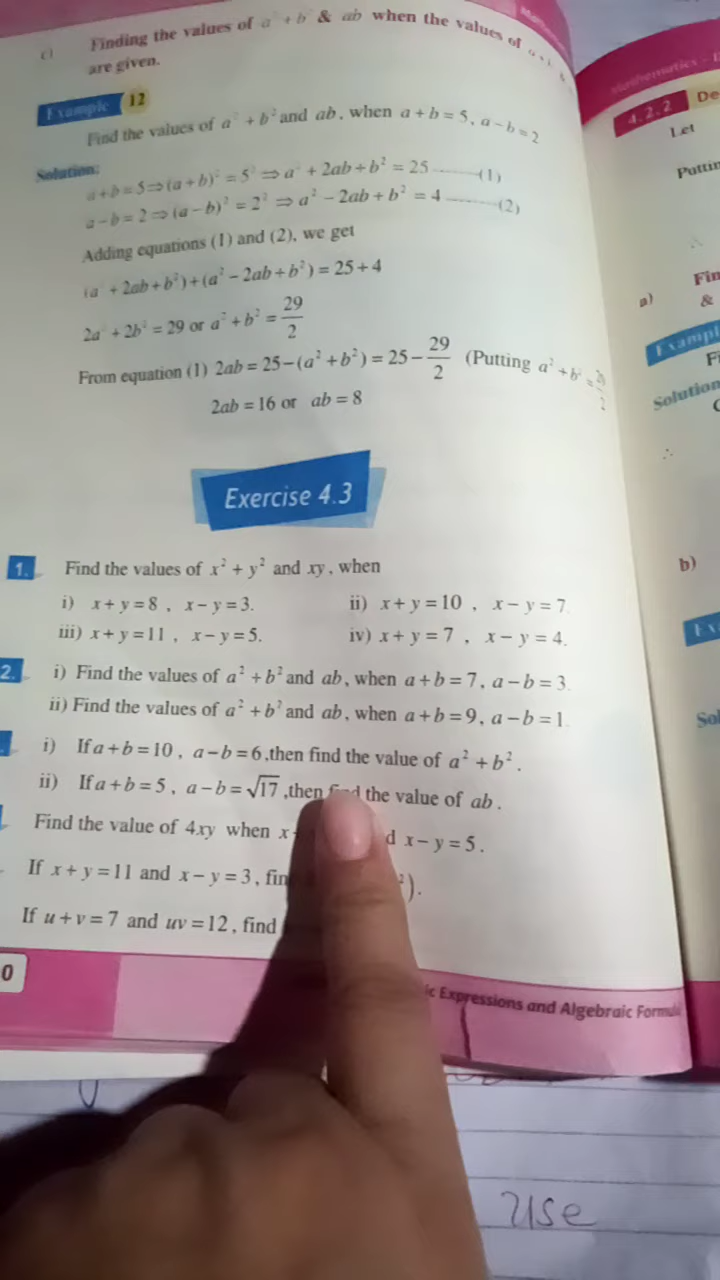 c) Finding the values of a² + b² & ab when the values of
are given.
Example 12
Find the values of a² + b² and ab, when a + b = 5, a − b = 2
Solution:
a + b = 5 ⇒ (a + b)² = 5² ⇒ a² + 2ab + b² = 25 -------- (1)
a − b = 2 ⇒ (a − b)² = 2² ⇒ a² − 2ab + b² = 4 -------- (2)
Adding equations (1) and (2), we get
(a² + 2ab + b²) + (a² − 2ab + b²) = 25 + 4
2a² + 2b² = 29 or a² + b² = 29/2
From equation (1) 2ab = 25 − (a² + b²) = 25 − 29/2 (Putting a² + b² = 29/2
2ab = 16 or ab = 8
Exercise 4.3
1. Find the values of x² + y² and xy, when
i) x + y = 8 , x − y = 3. ii) x + y = 10 , x − y = 7.
iii) x + y = 11 , x − y = 5. iv) x + y = 7 , x − y = 4.
2. i) Find the values of a² + b² and ab, when a + b = 7, a − b = 3.
ii) Find the values of a² + b² and ab, when a + b = 9, a − b = 1.
i) If a + b = 10 , a − b = 6, then find the value of a² + b².
ii) If a + b = 5 , a − b = √17 , then find the value of ab.
Find the value of 4xy when x + d x − y = 5.
If x + y = 11 and x − y = 3, fin ²).
If u + v = 7 and uv = 12, find
0
ic Expressions and Algebraic Formul
Mathematics -
4.2.2 De
Let
Puttin
∴
a) Fin
&
Exampl
Fi
Solution
∴
b)
Ex
Sol
use